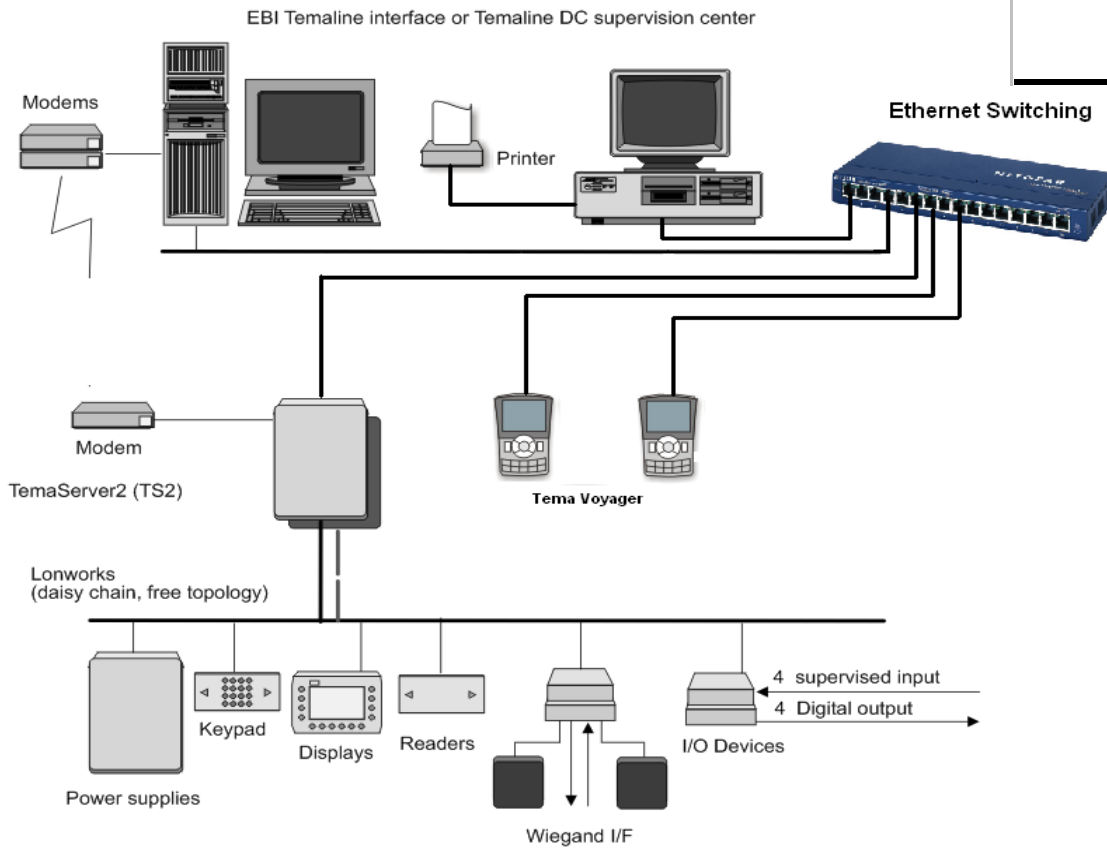 EBI Temaline interface or Temaline DC supervision center
Modems
Ethernet Switching
Printer
NETGEAR
Modem
TemaServer2 (TS2)
Tema Voyager
Lonworks
(daisy chain, free topology)
4 supervised input
4 Digital output
Keypad
Displays
Readers
I/O Devices
Power supplies
Wiegand I/F